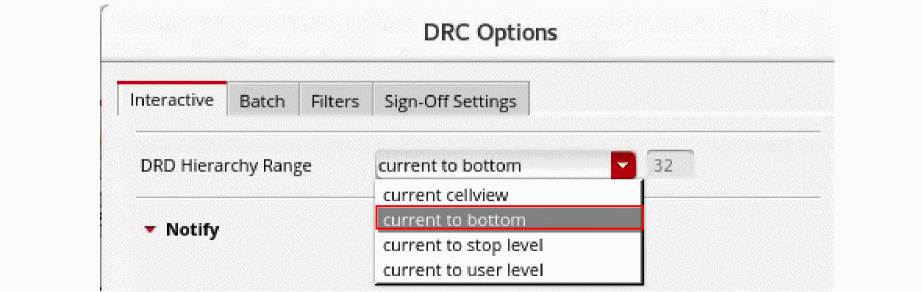 DRC Options
Interactive Batch Filters Sign-Off Settings
DRD Hierarchy Range current to bottom 32
current cellview
current to bottom
Notify
current to stop level
current to user level